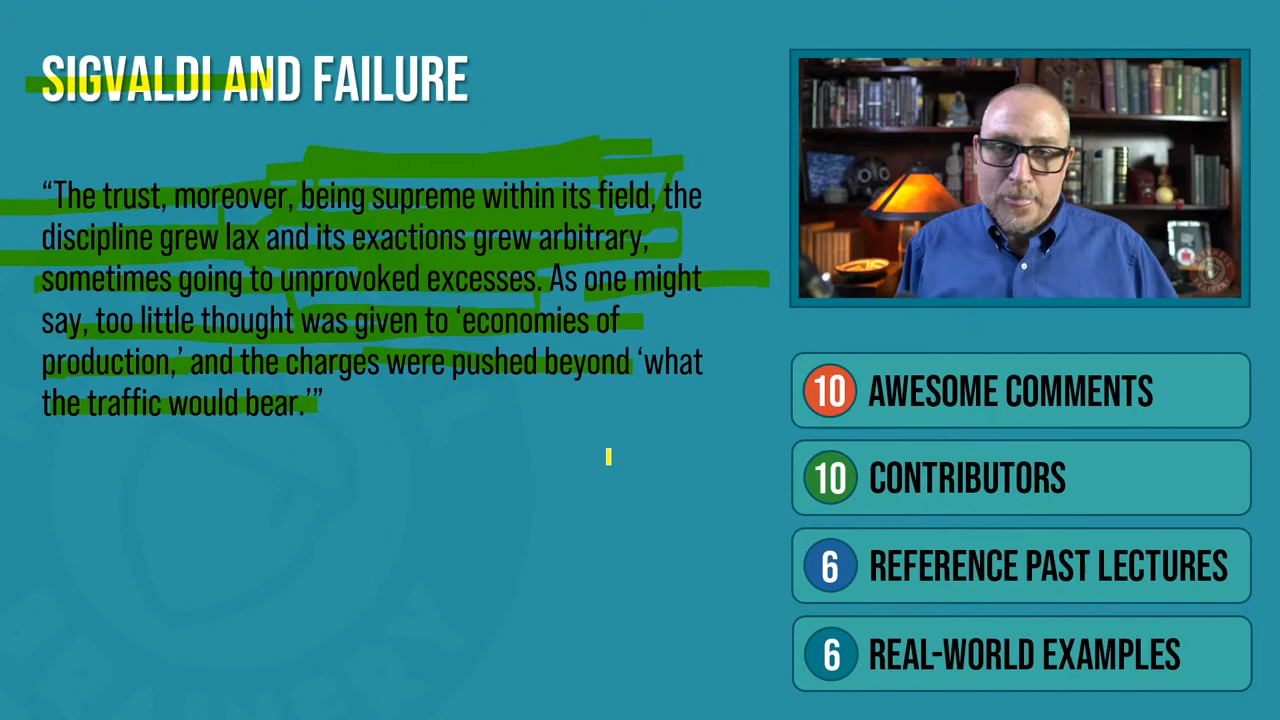 SIGVALDI AND FAILURE
“The trust, moreover, being supreme within its field, the
discipline grew lax and its exactions grew arbitrary,
sometimes going to unprovoked excesses. As one might
say, too little thought was given to ‘economies of
production,’ and the charges were pushed beyond ‘what
the traffic would bear.’”
10 AWESOME COMMENTS
10 CONTRIBUTORS
6 REFERENCE PAST LECTURES
6 REAL-WORLD EXAMPLES